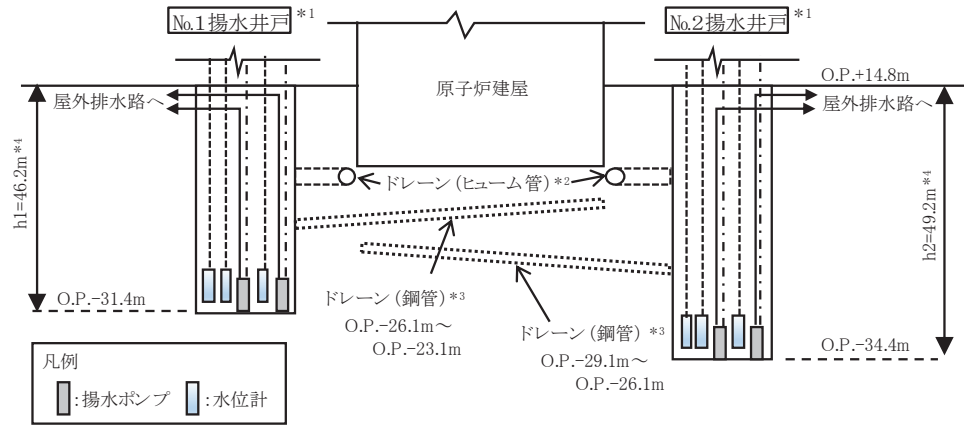 No.1揚水井戸 *1
No.2揚水井戸 *1
O.P.+14.8m
屋外排水路へ
原子炉建屋
屋外排水路へ
h1=46.2m*4
ドレーン(ヒューム管)*2
h2=49.2m*4
O.P.-31.4m
ドレーン(鋼管)*3
O.P.-26.1m~
O.P.-23.1m
ドレーン(鋼管)*3
O.P.-29.1m~
O.P.-26.1m
O.P.-34.4m
凡例
:揚水ポンプ :水位計